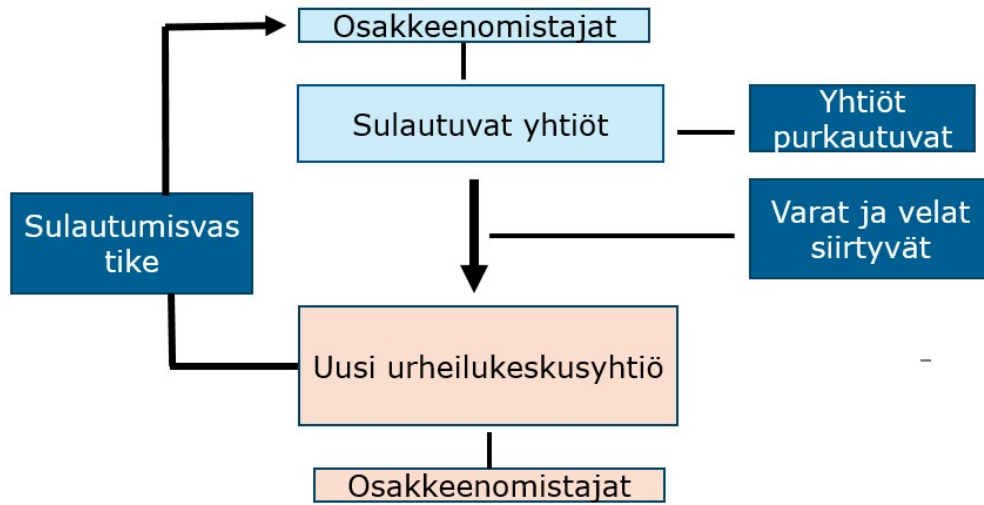 Osakkeenomistajat
Sulautuvat yhtiöt
Yhtiöt
purkautuvat
Sulautumisvas
tike
Varat ja velat
siirtyvät
Uusi urheilukeskusyhtiö
–
Osakkeenomistajat